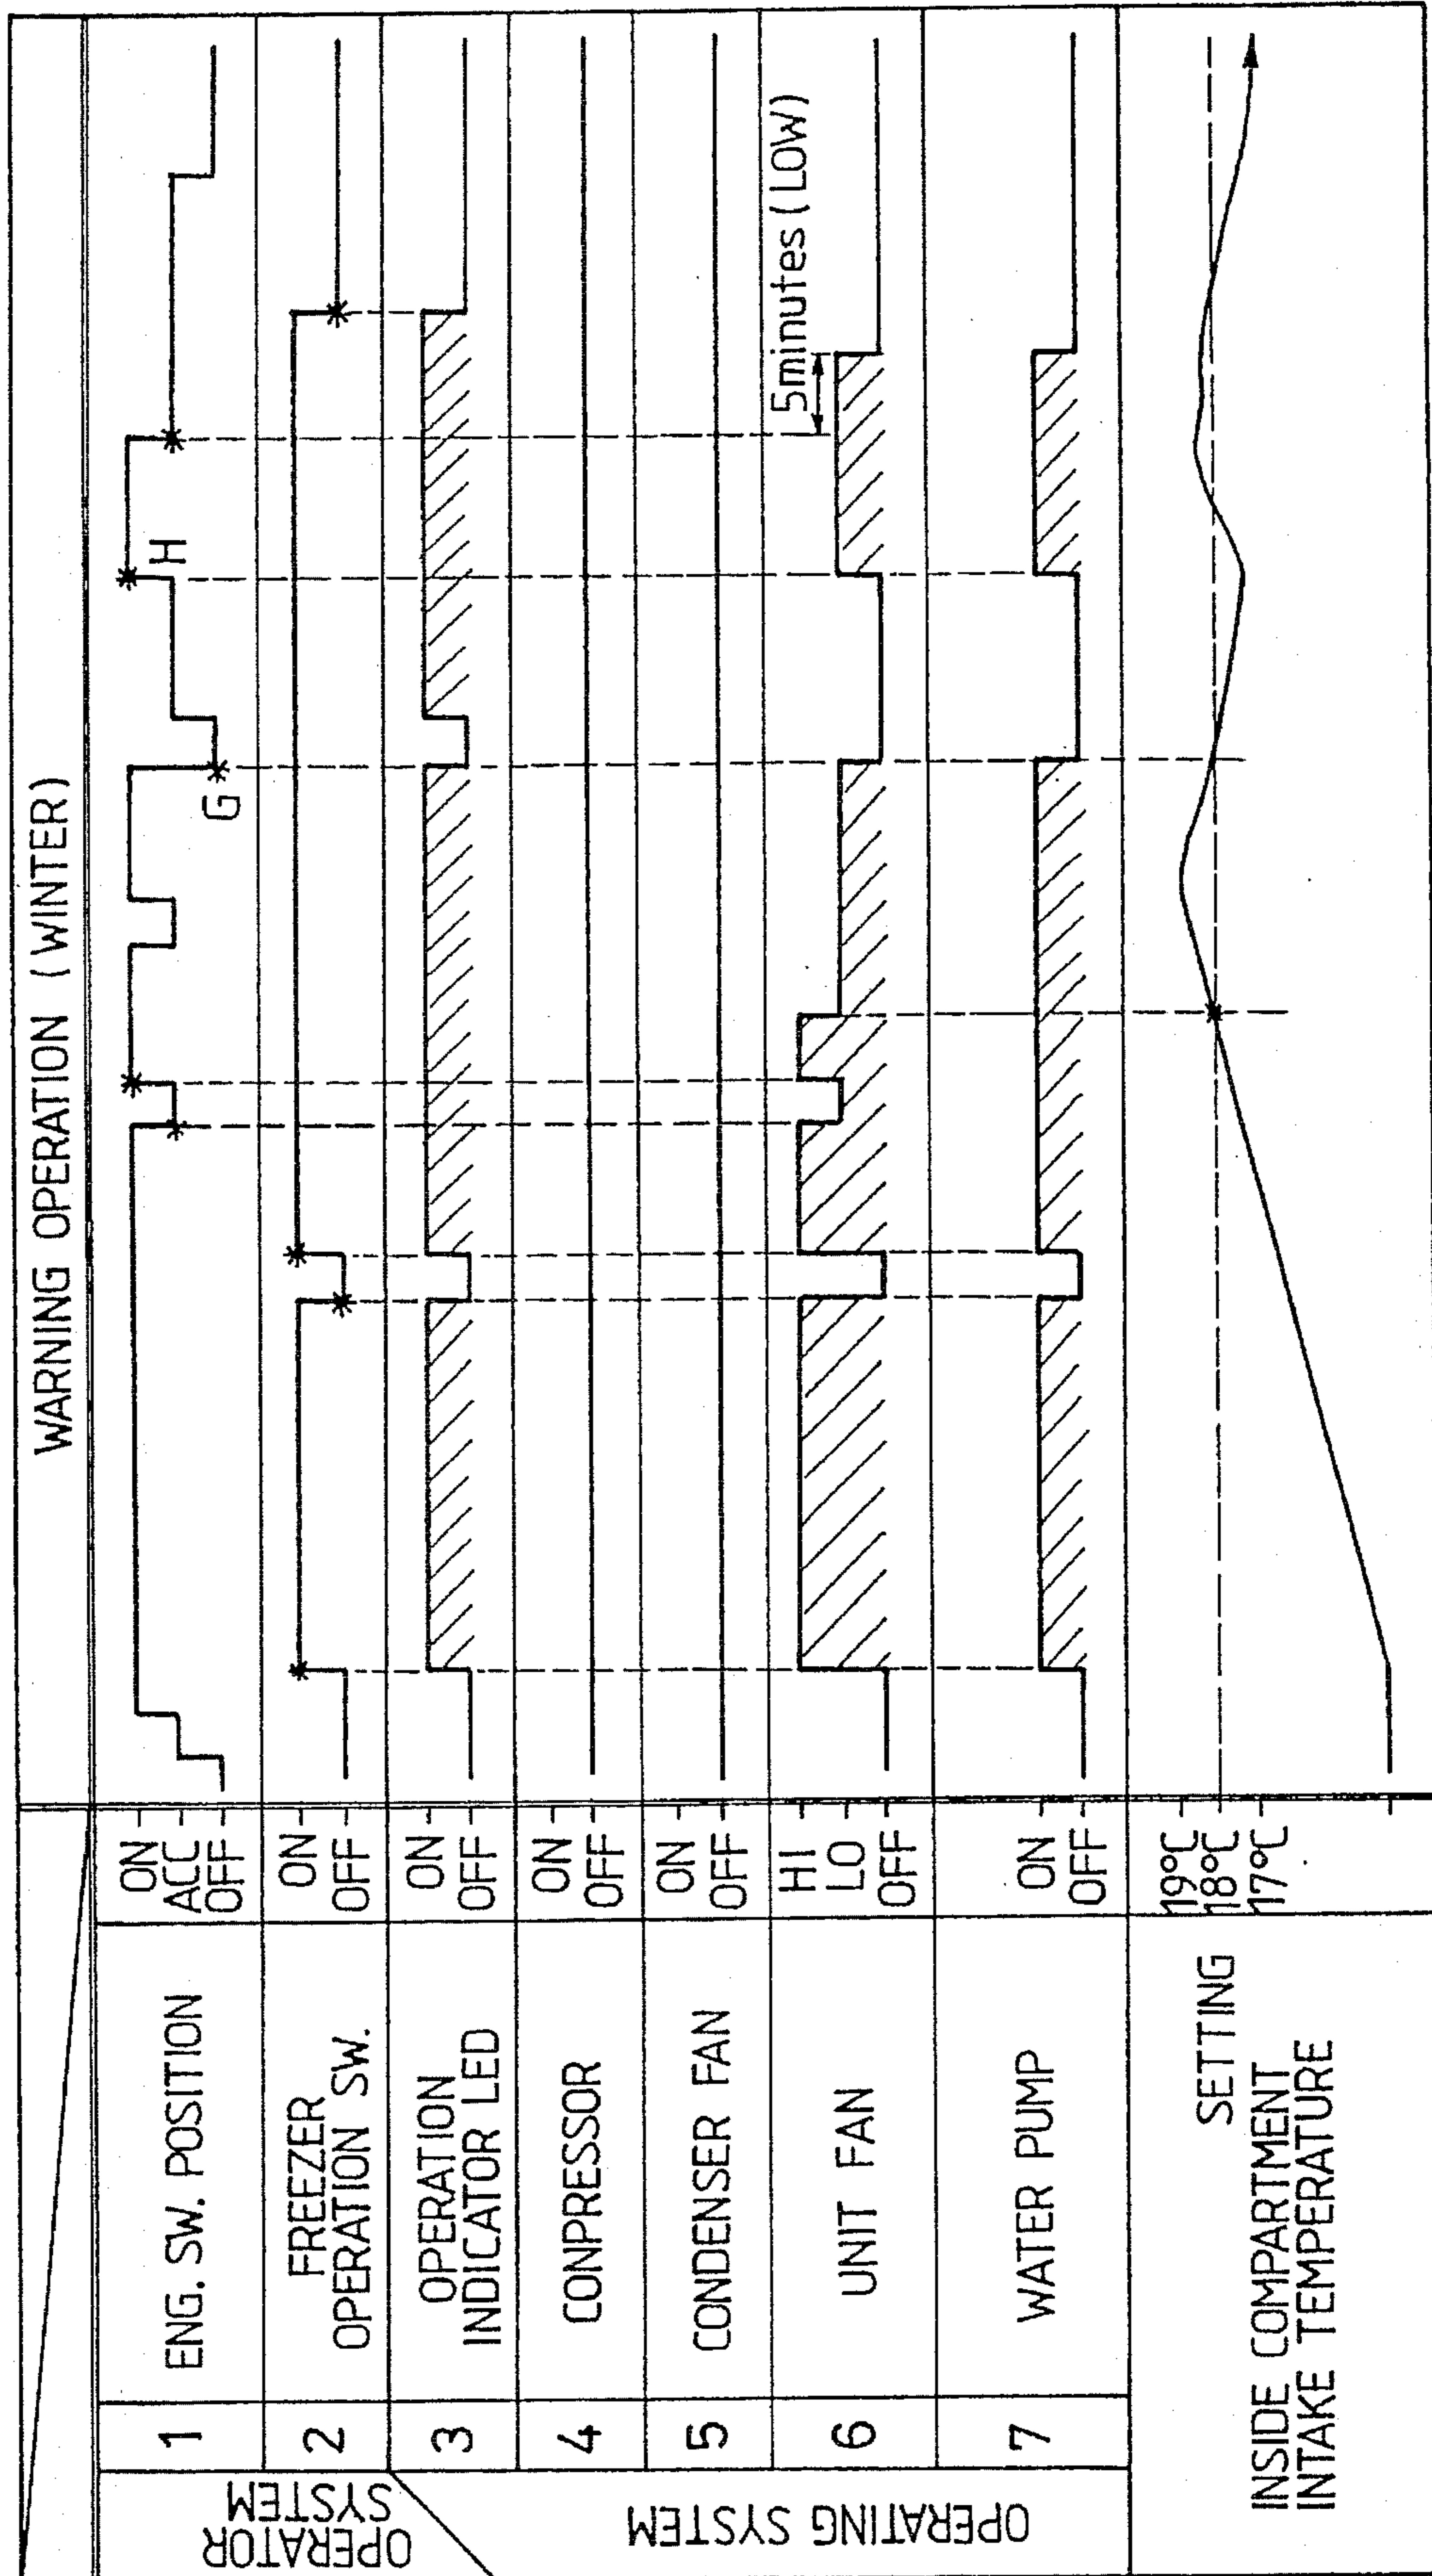 WARNING OPERATION (WINTER)
OPERATOR
SYSTEM
1
ENG. SW. POSITION
ON
ACC
OFF
G
H
2
FREEZER
OPERATION SW.
ON
OFF
OPERATING SYSTEM
3
OPERATION
INDICATOR LED
ON
OFF
4
CONPRESSOR
ON
OFF
5
CONDENSER FAN
ON
OFF
6
UNIT FAN
HI
LO
OFF
5minutes (LOW)
7
WATER PUMP
ON
OFF
SETTING
INSIDE COMPARTMENT
INTAKE TEMPERATURE
19°C
18°C
17°C